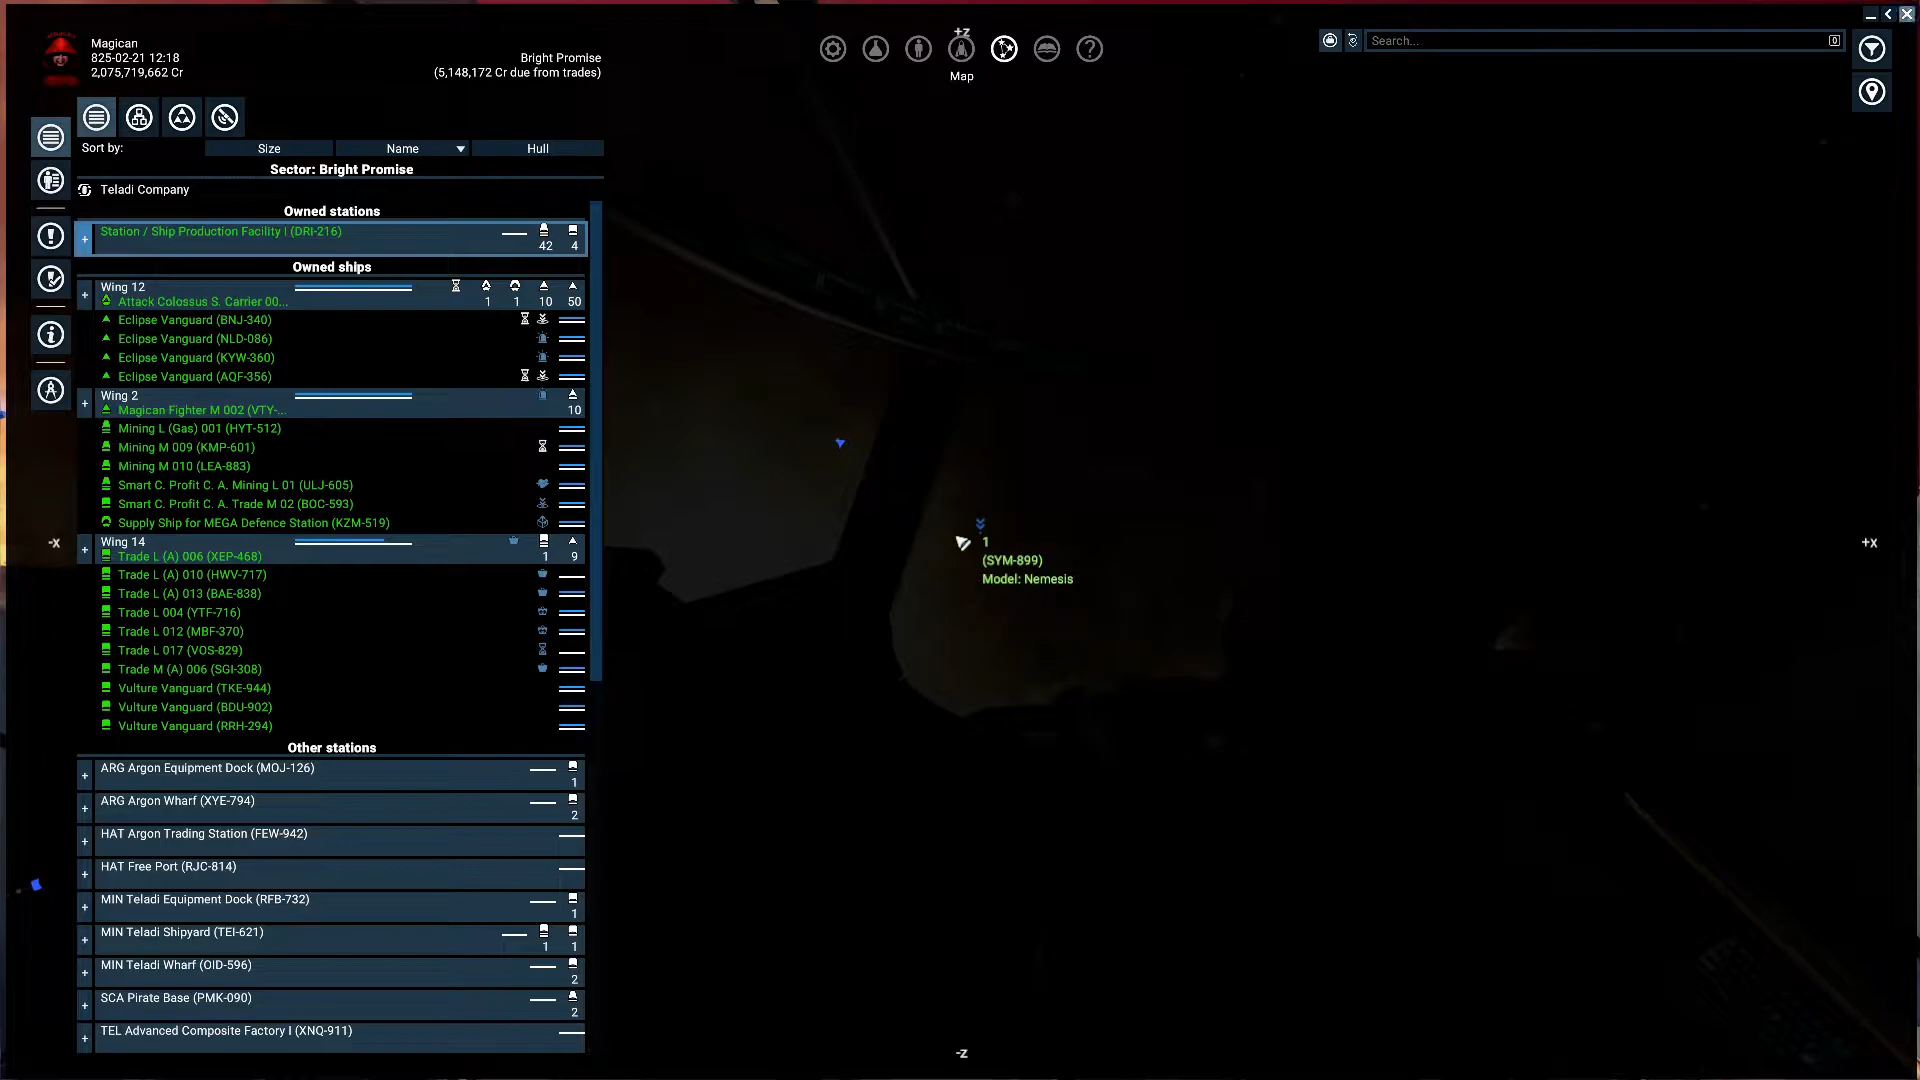 Magican
825-02-21 12:18
2,075,719,662 Cr
Bright Promise
(5,148,172 Cr due from trades)
+Z
Map
Search...
0
Sort by:
Size
Name
Hull
Sector: Bright Promise
Teladi Company
Owned stations
+ Station / Ship Production Facility I (DRI-216)
42 4
Owned ships
+ Wing 12
Attack Colossus S. Carrier 00... 1 1 10 50
Eclipse Vanguard (BNJ-340)
Eclipse Vanguard (NLD-086)
Eclipse Vanguard (KYW-360)
Eclipse Vanguard (AQF-356)
+ Wing 2
Magican Fighter M 002 (VTY-... 10
Mining L (Gas) 001 (HYT-512)
Mining M 009 (KMP-601)
Mining M 010 (LEA-883)
Smart C. Profit C. A. Mining L 01 (ULJ-605)
Smart C. Profit C. A. Trade M 02 (BOC-593)
Supply Ship for MEGA Defence Station (KZM-519)
+ Wing 14
Trade L (A) 006 (XEP-468) 1 9
Trade L (A) 010 (HWV-717)
Trade L (A) 013 (BAE-838)
Trade L 004 (YTF-716)
Trade L 012 (MBF-370)
Trade L 017 (VOS-829)
Trade M (A) 006 (SGI-308)
Vulture Vanguard (TKE-944)
Vulture Vanguard (BDU-902)
Vulture Vanguard (RRH-294)
Other stations
+ ARG Argon Equipment Dock (MOJ-126)
1
+ ARG Argon Wharf (XYE-794)
2
+ HAT Argon Trading Station (FEW-942)
+ HAT Free Port (RJC-814)
+ MIN Teladi Equipment Dock (RFB-732)
1
+ MIN Teladi Shipyard (TEI-621)
1 1
+ MIN Teladi Wharf (OID-596)
2
+ SCA Pirate Base (PMK-090)
2
+ TEL Advanced Composite Factory I (XNQ-911)
-X
1
(SYM-899)
Model: Nemesis
+X
-Z